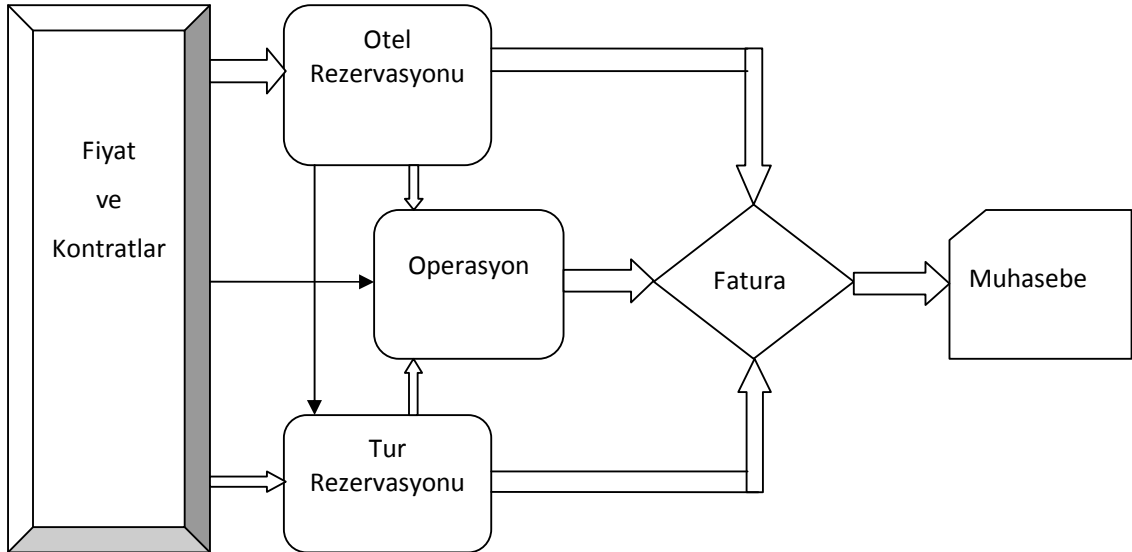 Fiyat
ve
Kontratlar
Otel
Rezervasyonu
Operasyon
Tur
Rezervasyonu
Fatura
Muhasebe